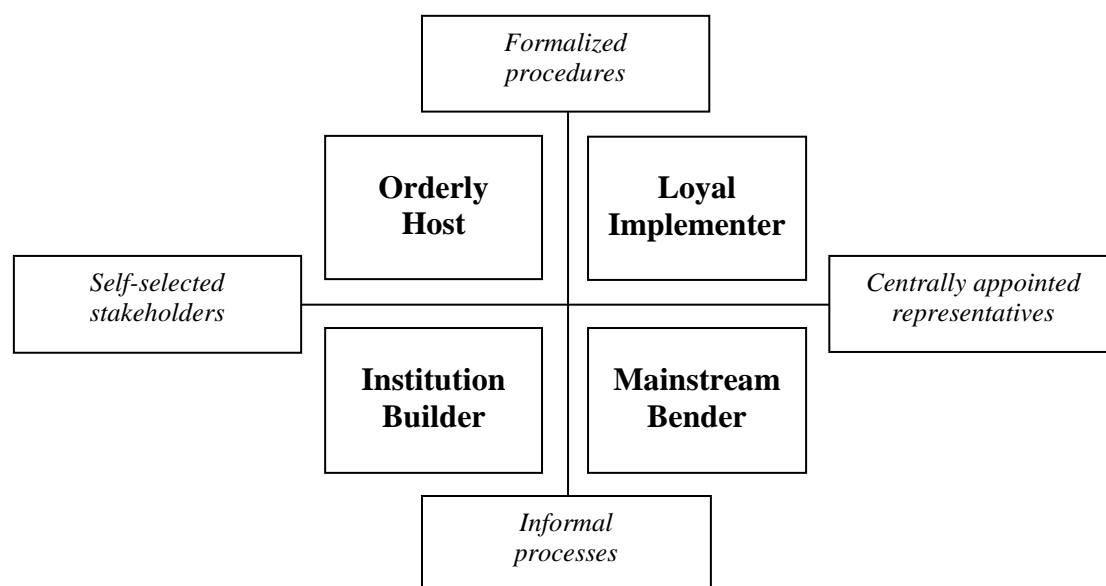 Formalized
procedures
Orderly
Host
Loyal
Implementer
Self-selected
stakeholders
Centrally appointed
representatives
Institution
Builder
Mainstream
Bender
Informal
processes